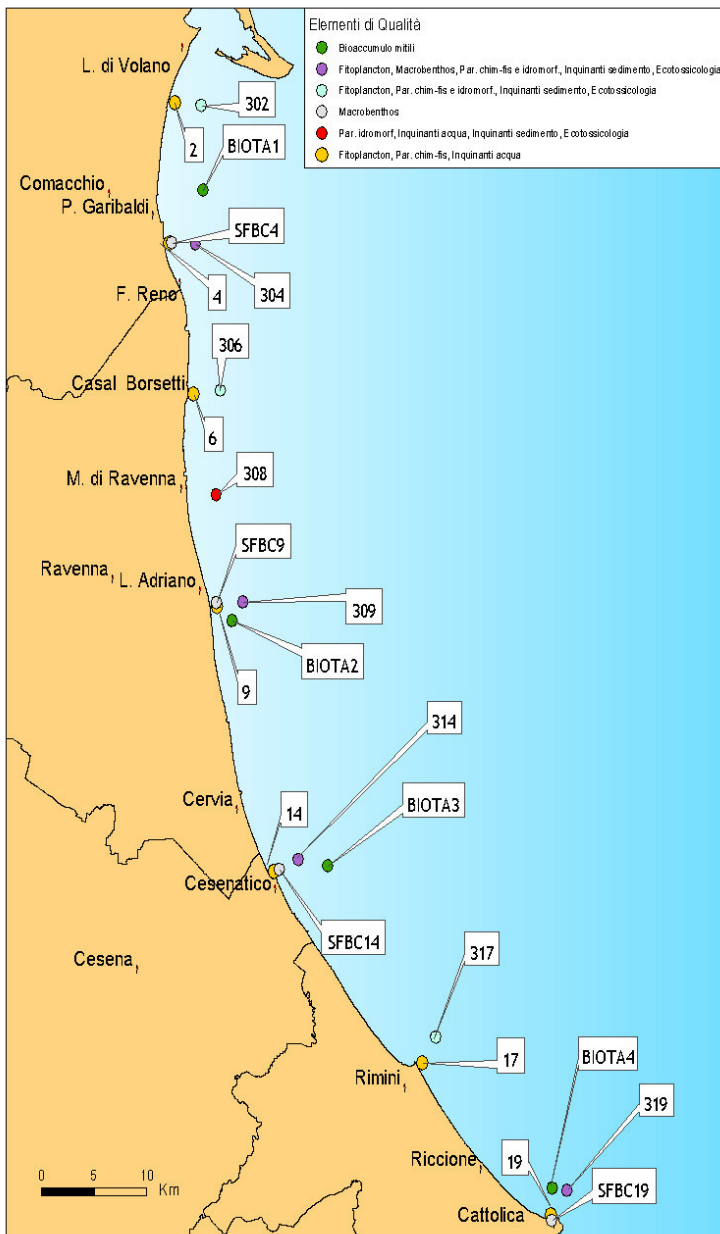 Elementi di Qualità
Bioaccumulo mitili
Fitoplancton, Macrobenthos, Par. chim-fis e idromorf., Inquinanti sedimento, Ecotossicologia
Fitoplancton, Par. chim-fis e idromorf., Inquinanti sedimento, Ecotossicologia
Macrobenthos
Par. idromorf, Inquinanti acqua, Inquinanti sedimento, Ecotossicologia
Fitoplancton, Par. chim-fis, Inquinanti acqua
L. di Volano
302
2
BIOTA1
Comacchio
P. Garibaldi
SFBC4
4
304
F. Reno
306
Casal Borsetti
6
308
M. di Ravenna
SFBC9
Ravenna
L. Adriano
309
BIOTA2
9
314
Cervia
14
BIOTA3
Cesenatico
SFBC14
Cesena
317
17
BIOTA4
Rimini
319
19
Riccione
SFBC19
Cattolica
0 5 10
Km